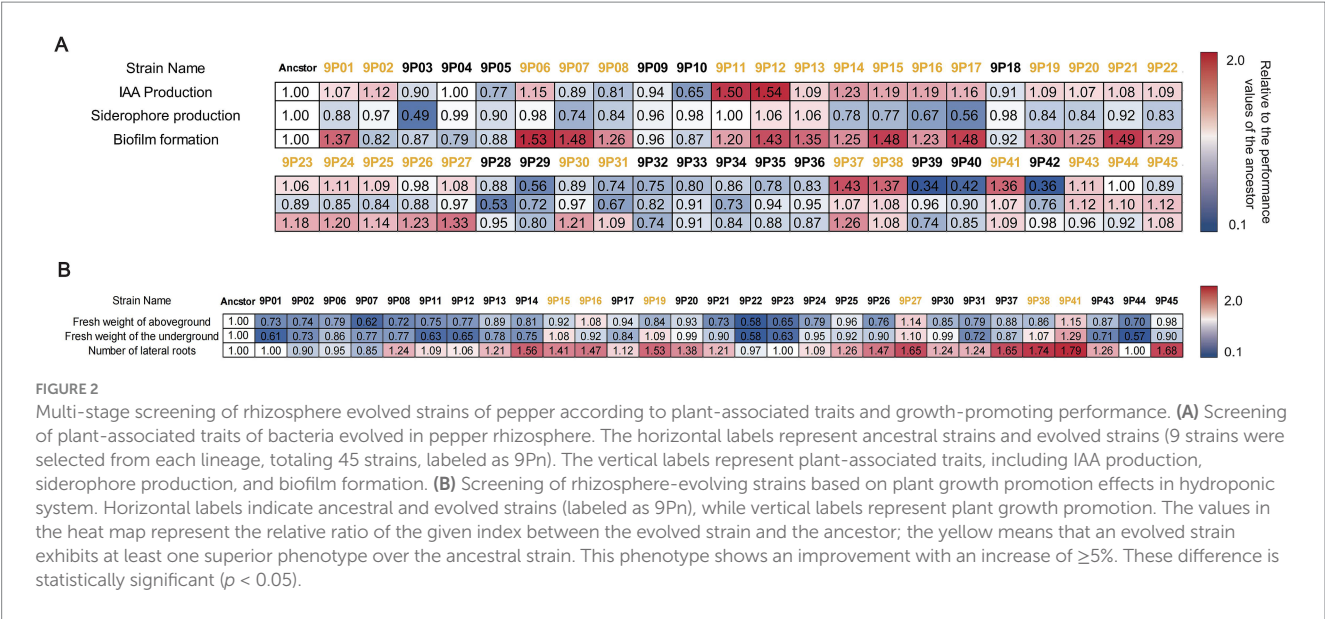 A
Strain Name Ancstor 9P01 9P02 9P03 9P04 9P05 9P06 9P07 9P08 9P09 9P10 9P11 9P12 9P13 9P14 9P15 9P16 9P17 9P18 9P19 9P20 9P21 9P22
IAA Production 1.00 1.07 1.12 0.90 1.00 0.77 1.15 0.89 0.81 0.94 0.65 1.50 1.54 1.09 1.23 1.19 1.19 1.16 0.91 1.09 1.07 1.08 1.09
Siderophore production 1.00 0.88 0.97 0.49 0.99 0.90 0.98 0.74 0.84 0.96 0.98 1.00 1.06 1.06 0.78 0.77 0.67 0.56 0.98 0.84 0.84 0.92 0.83
Biofilm formation 1.00 1.37 0.82 0.87 0.79 0.88 1.53 1.48 1.26 0.96 0.87 1.20 1.43 1.35 1.25 1.48 1.23 1.48 0.92 1.30 1.25 1.49 1.29
9P23 9P24 9P25 9P26 9P27 9P28 9P29 9P30 9P31 9P32 9P33 9P34 9P35 9P36 9P37 9P38 9P39 9P40 9P41 9P42 9P43 9P44 9P45
1.06 1.11 1.09 0.98 1.08 0.88 0.56 0.89 0.74 0.75 0.80 0.86 0.78 0.83 1.43 1.37 0.34 0.42 1.36 0.36 1.11 1.00 0.89
0.89 0.85 0.84 0.88 0.97 0.53 0.72 0.97 0.67 0.82 0.91 0.73 0.94 0.95 1.07 1.08 0.96 0.90 1.07 0.76 1.12 1.10 1.12
1.18 1.20 1.14 1.23 1.33 0.95 0.80 1.21 1.09 0.74 0.91 0.84 0.88 0.87 1.26 1.08 0.74 0.85 1.09 0.98 0.96 0.92 1.08
2.0
0.1
Relative to the performance
values of the ancestor
B
Strain Name Ancstor 9P01 9P02 9P06 9P07 9P08 9P11 9P12 9P13 9P14 9P15 9P16 9P17 9P19 9P20 9P21 9P22 9P23 9P24 9P25 9P26 9P27 9P30 9P31 9P37 9P38 9P41 9P43 9P44 9P45
Fresh weight of aboveground 1.00 0.73 0.74 0.79 0.62 0.72 0.75 0.77 0.89 0.81 0.92 1.08 0.94 0.84 0.93 0.73 0.58 0.65 0.79 0.96 0.76 1.14 0.85 0.79 0.88 0.86 1.15 0.87 0.70 0.98
Fresh weight of the underground 1.00 0.61 0.73 0.86 0.77 0.77 0.63 0.65 0.78 0.75 1.08 0.92 0.84 1.09 0.99 0.90 0.58 0.63 0.95 0.92 0.90 1.10 0.99 0.72 0.87 1.07 1.29 0.71 0.57 0.90
Number of lateral roots 1.00 1.00 0.90 0.95 0.85 1.24 1.09 1.06 1.21 1.56 1.41 1.47 1.12 1.53 1.38 1.21 0.97 1.00 1.09 1.26 1.47 1.65 1.24 1.24 1.65 1.74 1.79 1.26 1.00 1.68
2.0
0.1
FIGURE 2
Multi-stage screening of rhizosphere evolved strains of pepper according to plant-associated traits and growth-promoting performance. (A) Screening
of plant-associated traits of bacteria evolved in pepper rhizosphere. The horizontal labels represent ancestral strains and evolved strains (9 strains were
selected from each lineage, totaling 45 strains, labeled as 9Pn). The vertical labels represent plant-associated traits, including IAA production,
siderophore production, and biofilm formation. (B) Screening of rhizosphere-evolving strains based on plant growth promotion effects in hydroponic
system. Horizontal labels indicate ancestral and evolved strains (labeled as 9Pn), while vertical labels represent plant growth promotion. The values in
the heat map represent the relative ratio of the given index between the evolved strain and the ancestor; the yellow means that an evolved strain
exhibits at least one superior phenotype over the ancestral strain. This phenotype shows an improvement with an increase of ≥5%. These difference is
statistically significant (p < 0.05).